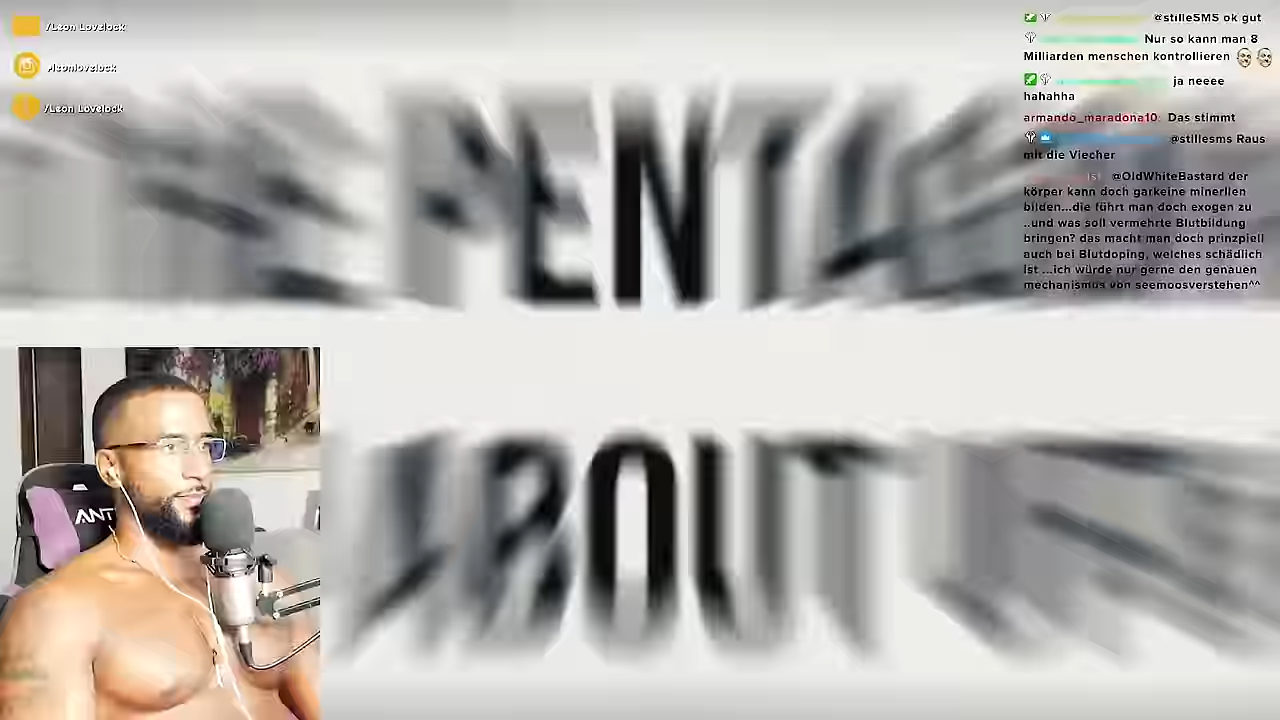 /Leon Lovelock
/leonlovelock
/Leon Lovelock
@stilleSMS ok gut
Nur so kann man 8
Milliarden menschen kontrollieren
ja neeee
hahahha
armando_maradona10: Das stimmt
@stillesms Raus
mit die Viecher
@OldWhiteBastard der
körper kann doch garkeine minerlien
bilden...die führt man doch exogen zu
..und was soll vermehrte Blutbildung
bringen? das macht man doch prinzpiell
auch bei Blutdoping, welches schädlich
ist ...ich würde nur gerne den genauen
mechanismus von seemoosverstehen^^
ABOUT
ANT